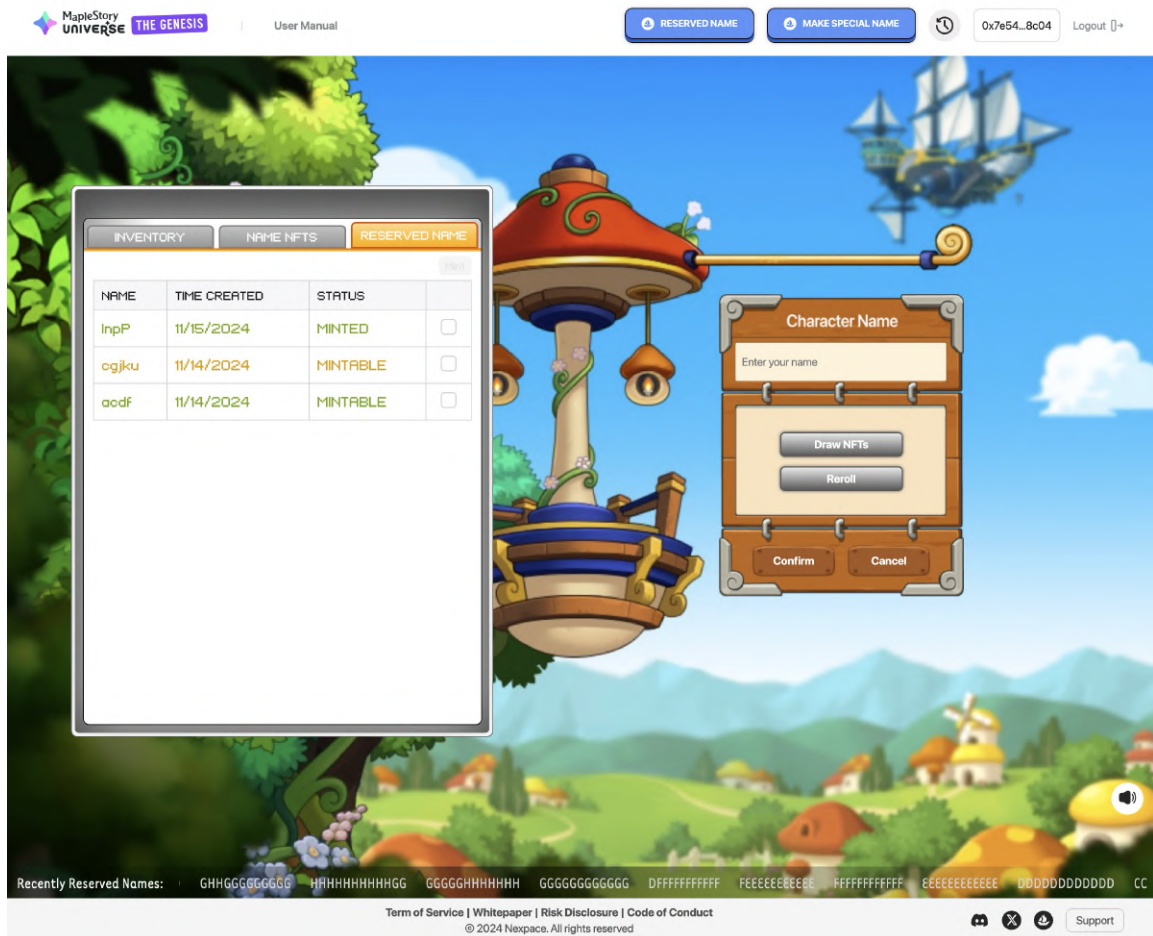 MapleStory
UNIVERSE THE GENESIS
User Manual
RESERVED NAME
MAKE SPECIAL NAME
0x7e54...8c04
Logout
INVENTORY NAME NFTS RESERVED NAME
Mint
NAME TIME CREATED STATUS
lnpP 11/15/2024 MINTED
cgjku 11/14/2024 MINTABLE
acdf 11/14/2024 MINTABLE
Character Name
Enter your name
Draw NFTs
Reroll
Confirm Cancel
Recently Reserved Names: GHHGGGGGGGGG HHHHHHHHHHGG GGGGGHHHHHHH GGGGGGGGGGGG DFFFFFFFFFFF FEEEEEEEEEEE FFFFFFFFFFFF EEEEEEEEEEEE DDDDDDDDDDDD CC
Term of Service | Whitepaper | Risk Disclosure | Code of Conduct
© 2024 Nexpace. All rights reserved
Support